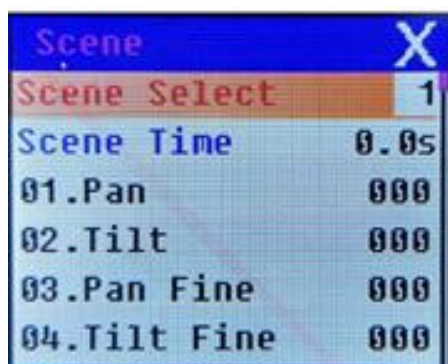 Scene X
Scene Select 1
Scene Time 0.0s
01.Pan 000
02.Tilt 000
03.Pan Fine 000
04.Tilt Fine 000